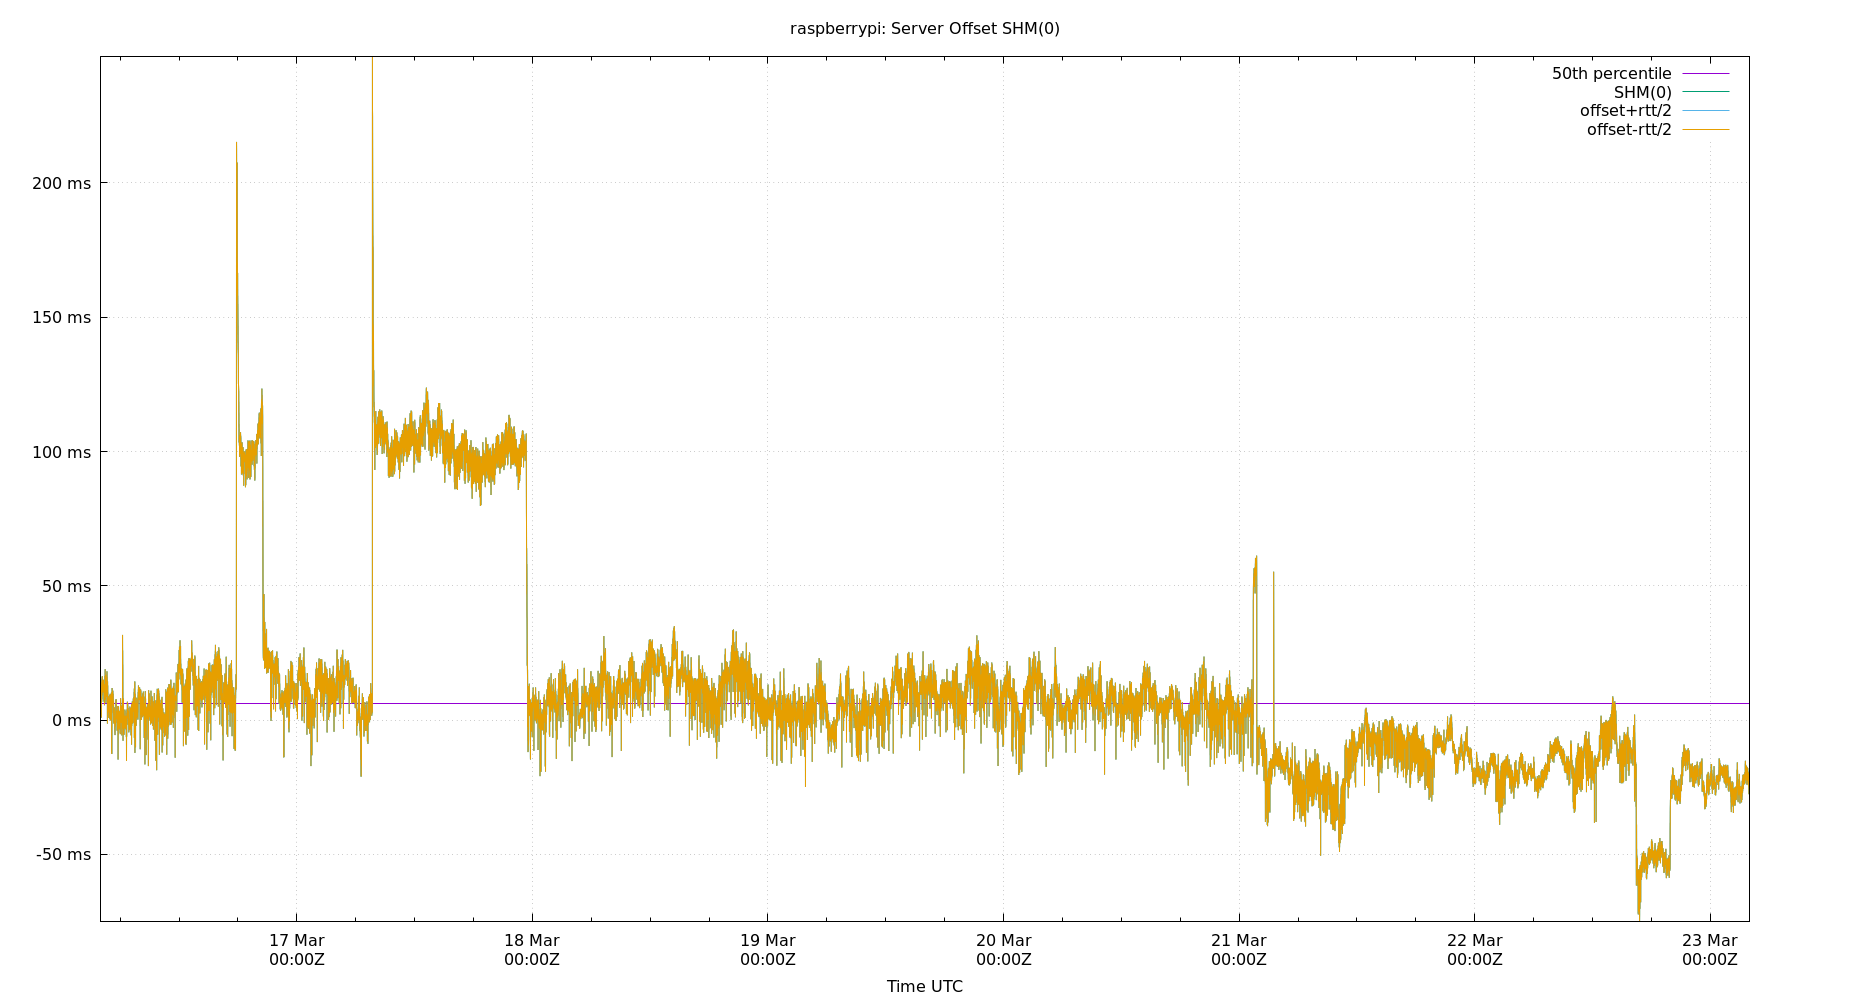 raspberrypi: Server Offset SHM(0)
50th percentile
SHM(0)
offset+rtt/2
offset-rtt/2
200 ms
150 ms
100 ms
50 ms
0 ms
-50 ms
17 Mar 18 Mar 19 Mar 20 Mar 21 Mar 22 Mar 23 Mar
00:00Z 00:00Z 00:00Z 00:00Z 00:00Z 00:00Z 00:00Z
Time UTC